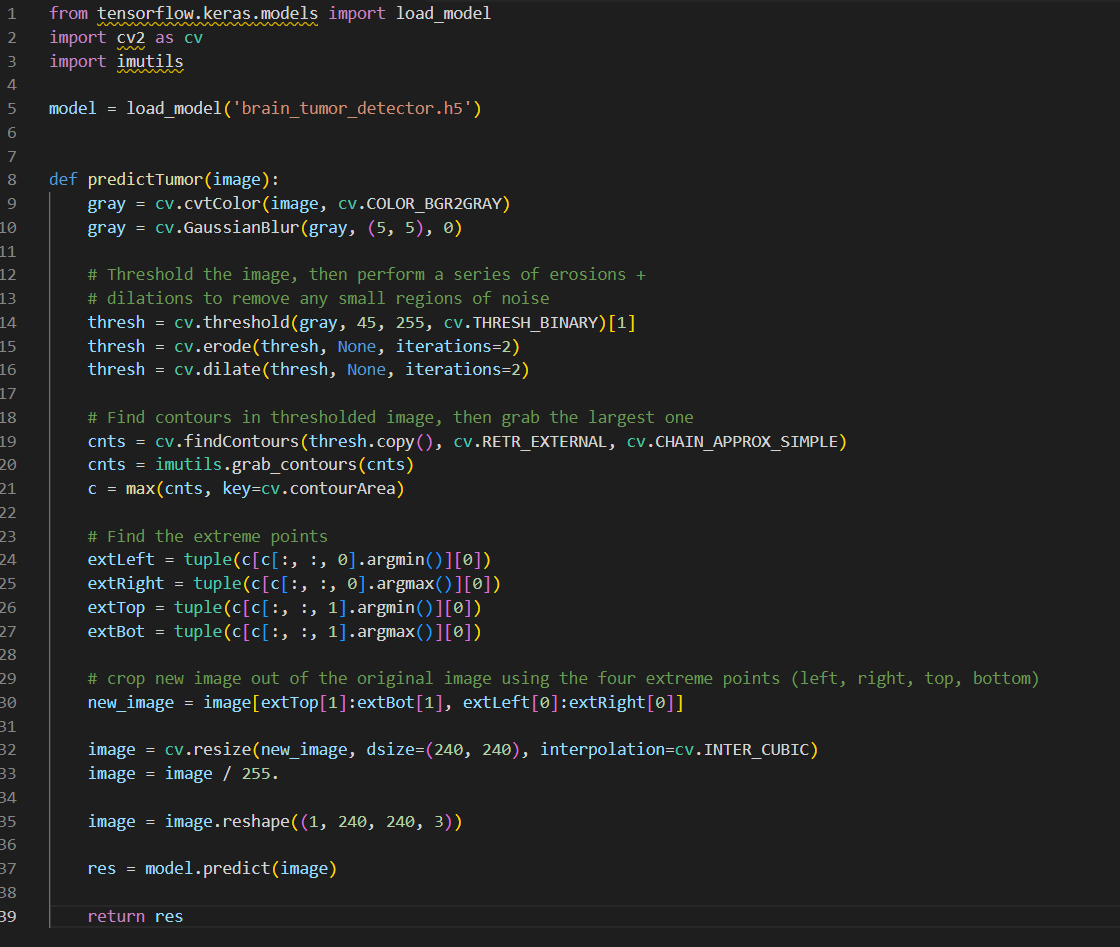 1 from tensorflow.keras.models import load_model
2 import cv2 as cv
3 import imutils
4
5 model = load_model('brain_tumor_detector.h5')
6
7
8 def predictTumor(image):
9     gray = cv.cvtColor(image, cv.COLOR_BGR2GRAY)
10     gray = cv.GaussianBlur(gray, (5, 5), 0)
11
12     # Threshold the image, then perform a series of erosions +
13     # dilations to remove any small regions of noise
14     thresh = cv.threshold(gray, 45, 255, cv.THRESH_BINARY)[1]
15     thresh = cv.erode(thresh, None, iterations=2)
16     thresh = cv.dilate(thresh, None, iterations=2)
17
18     # Find contours in thresholded image, then grab the largest one
19     cnts = cv.findContours(thresh.copy(), cv.RETR_EXTERNAL, cv.CHAIN_APPROX_SIMPLE)
20     cnts = imutils.grab_contours(cnts)
21     c = max(cnts, key=cv.contourArea)
22
23     # Find the extreme points
24     extLeft = tuple(c[c[:, :, 0].argmin()][0])
25     extRight = tuple(c[c[:, :, 0].argmax()][0])
26     extTop = tuple(c[c[:, :, 1].argmin()][0])
27     extBot = tuple(c[c[:, :, 1].argmax()][0])
28
29     # crop new image out of the original image using the four extreme points (left, right, top, bottom)
30     new_image = image[extTop[1]:extBot[1], extLeft[0]:extRight[0]]
31
32     image = cv.resize(new_image, dsize=(240, 240), interpolation=cv.INTER_CUBIC)
33     image = image / 255.
34
35     image = image.reshape((1, 240, 240, 3))
36
37     res = model.predict(image)
38
39     return res